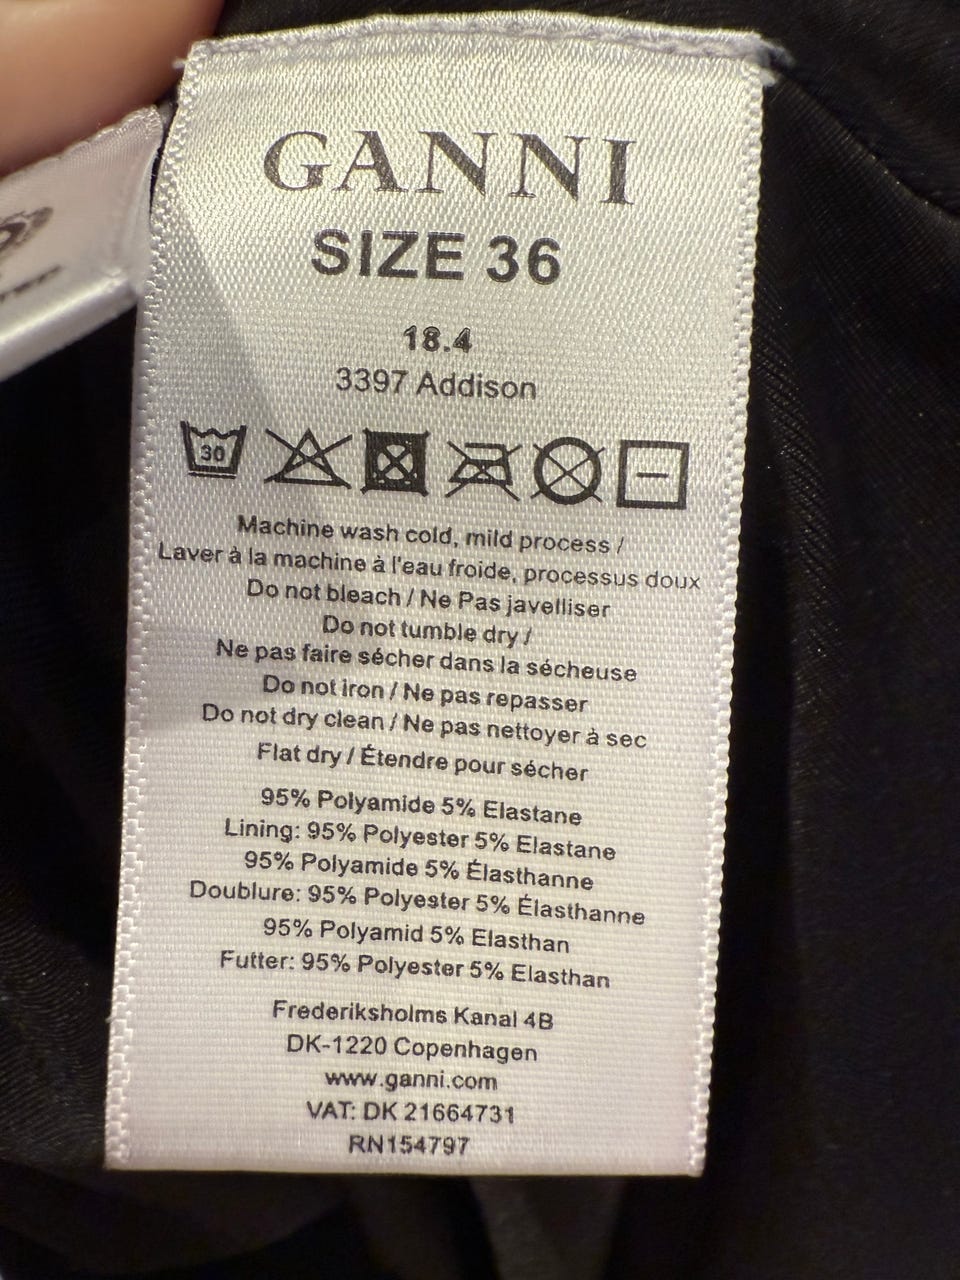 GANNI
SIZE 36
18.4
3397 Addison
30
Machine wash cold, mild process /
Laver à la machine à l'eau froide, processus doux
Do not bleach / Ne Pas javelliser
Do not tumble dry /
Ne pas faire sécher dans la sécheuse
Do not iron / Ne pas repasser
Do not dry clean / Ne pas nettoyer à sec
Flat dry / Étendre pour sécher
95% Polyamide 5% Elastane
Lining: 95% Polyester 5% Elastane
95% Polyamide 5% Élasthanne
Doublure: 95% Polyester 5% Élasthanne
95% Polyamid 5% Elasthan
Futter: 95% Polyester 5% Elasthan
Frederiksholms Kanal 4B
DK-1220 Copenhagen
www.ganni.com
VAT: DK 21664731
RN154797